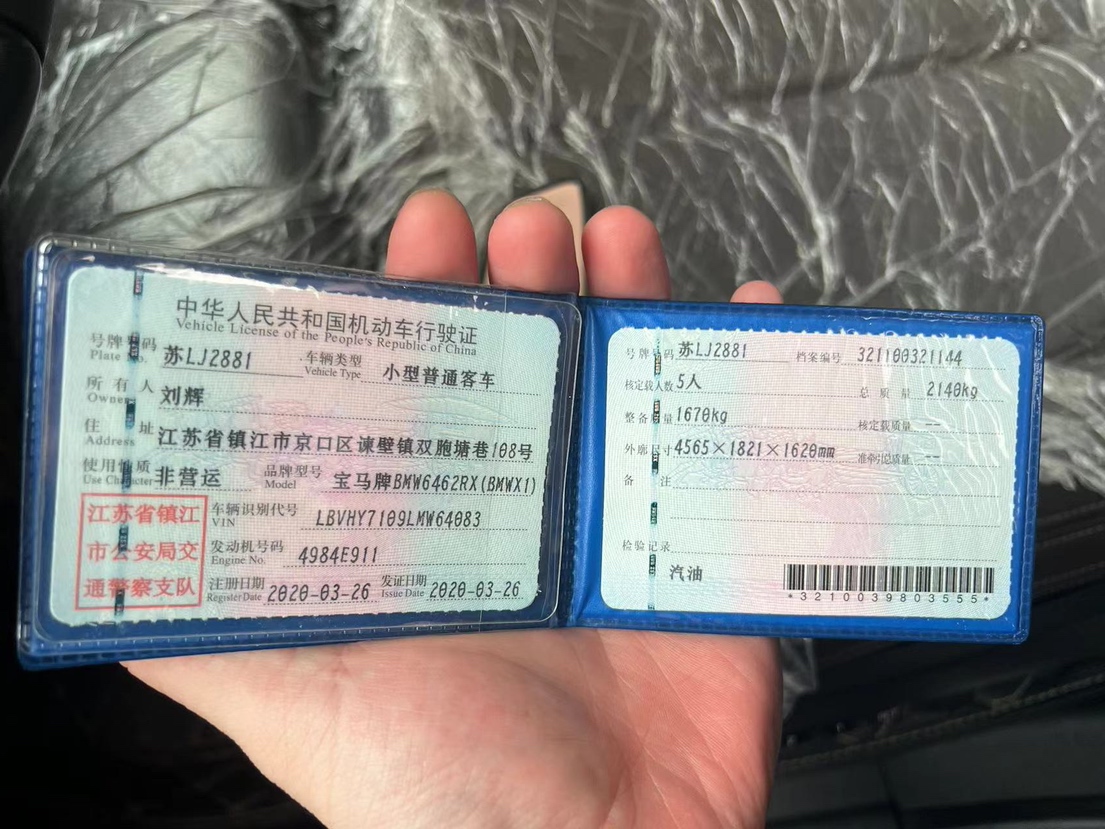 中华人民共和国机动车行驶证
Vehicle License of the People's Republic of China
号牌号码 苏LJ2881 车辆类型 小型普通客车
Plate No. Vehicle Type
所有人 刘辉
Owner
住址 江苏省镇江市京口区谏壁镇双胞塘巷108号
Address
使用性质 非营运 品牌型号 宝马牌BMW6462RX(BMWX1)
Use Character Model
江苏省镇江
市公安局交
通警察支队
车辆识别代号 LBVHY7109LMW64083
VIN
发动机号码 4984E911
Engine No.
注册日期 2020-03-26 发证日期 2020-03-26
Register Date Issue Date
号牌号码 苏LJ2881 档案编号 321100321144
核定载人数 5人 总质量 2140kg
整备质量 1670kg 核定载质量 --
外廓尺寸 4565×1821×1620mm 准牵引总质量 --
备注
检验记录
汽油
*3210039803555*